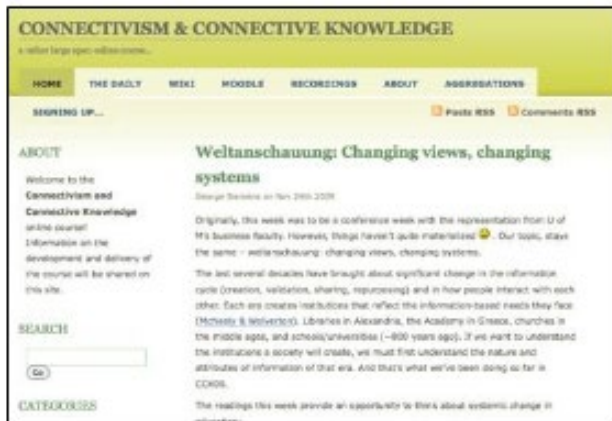 CONNECTIVISM & CONNECTIVE KNOWLEDGE
a rather large open online course...
HOME THE DAILY WIKI MOODLE RECORDINGS ABOUT AGGREGATIONS
SIGNING UP... Posts RSS Comments RSS
ABOUT
Welcome to the
Connectivism and
Connective Knowledge
online course!
Information on the
development and delivery of
the course will be shared on
this site.
SEARCH
Go
CATEGORIES
Weltanschauung: Changing views, changing
systems
George Siemens on Nov 29th 2009
Originally, this week was to be a conference week with the representation from U of
M's business faculty. However, things haven't quite materialized. Our topic, stays
the same - weltanschauung: changing views, changing systems.
The last several decades have brought about significant change in the information
cycle (creation, validation, sharing, repurposing) and in how people interact with each
other. Each era creates institutions that reflect the information-based needs they face
(McNeely & Wolverton). Libraries in Alexandria, the Academy in Greece, churches in
the middle ages, and schools/universities (~800 years ago). If we want to understand
the institutions a society will create, we must first understand the nature and
attributes of information of that era. And that's what we've been doing so far in
The readings this week provide an opportunity to think about systemic change in